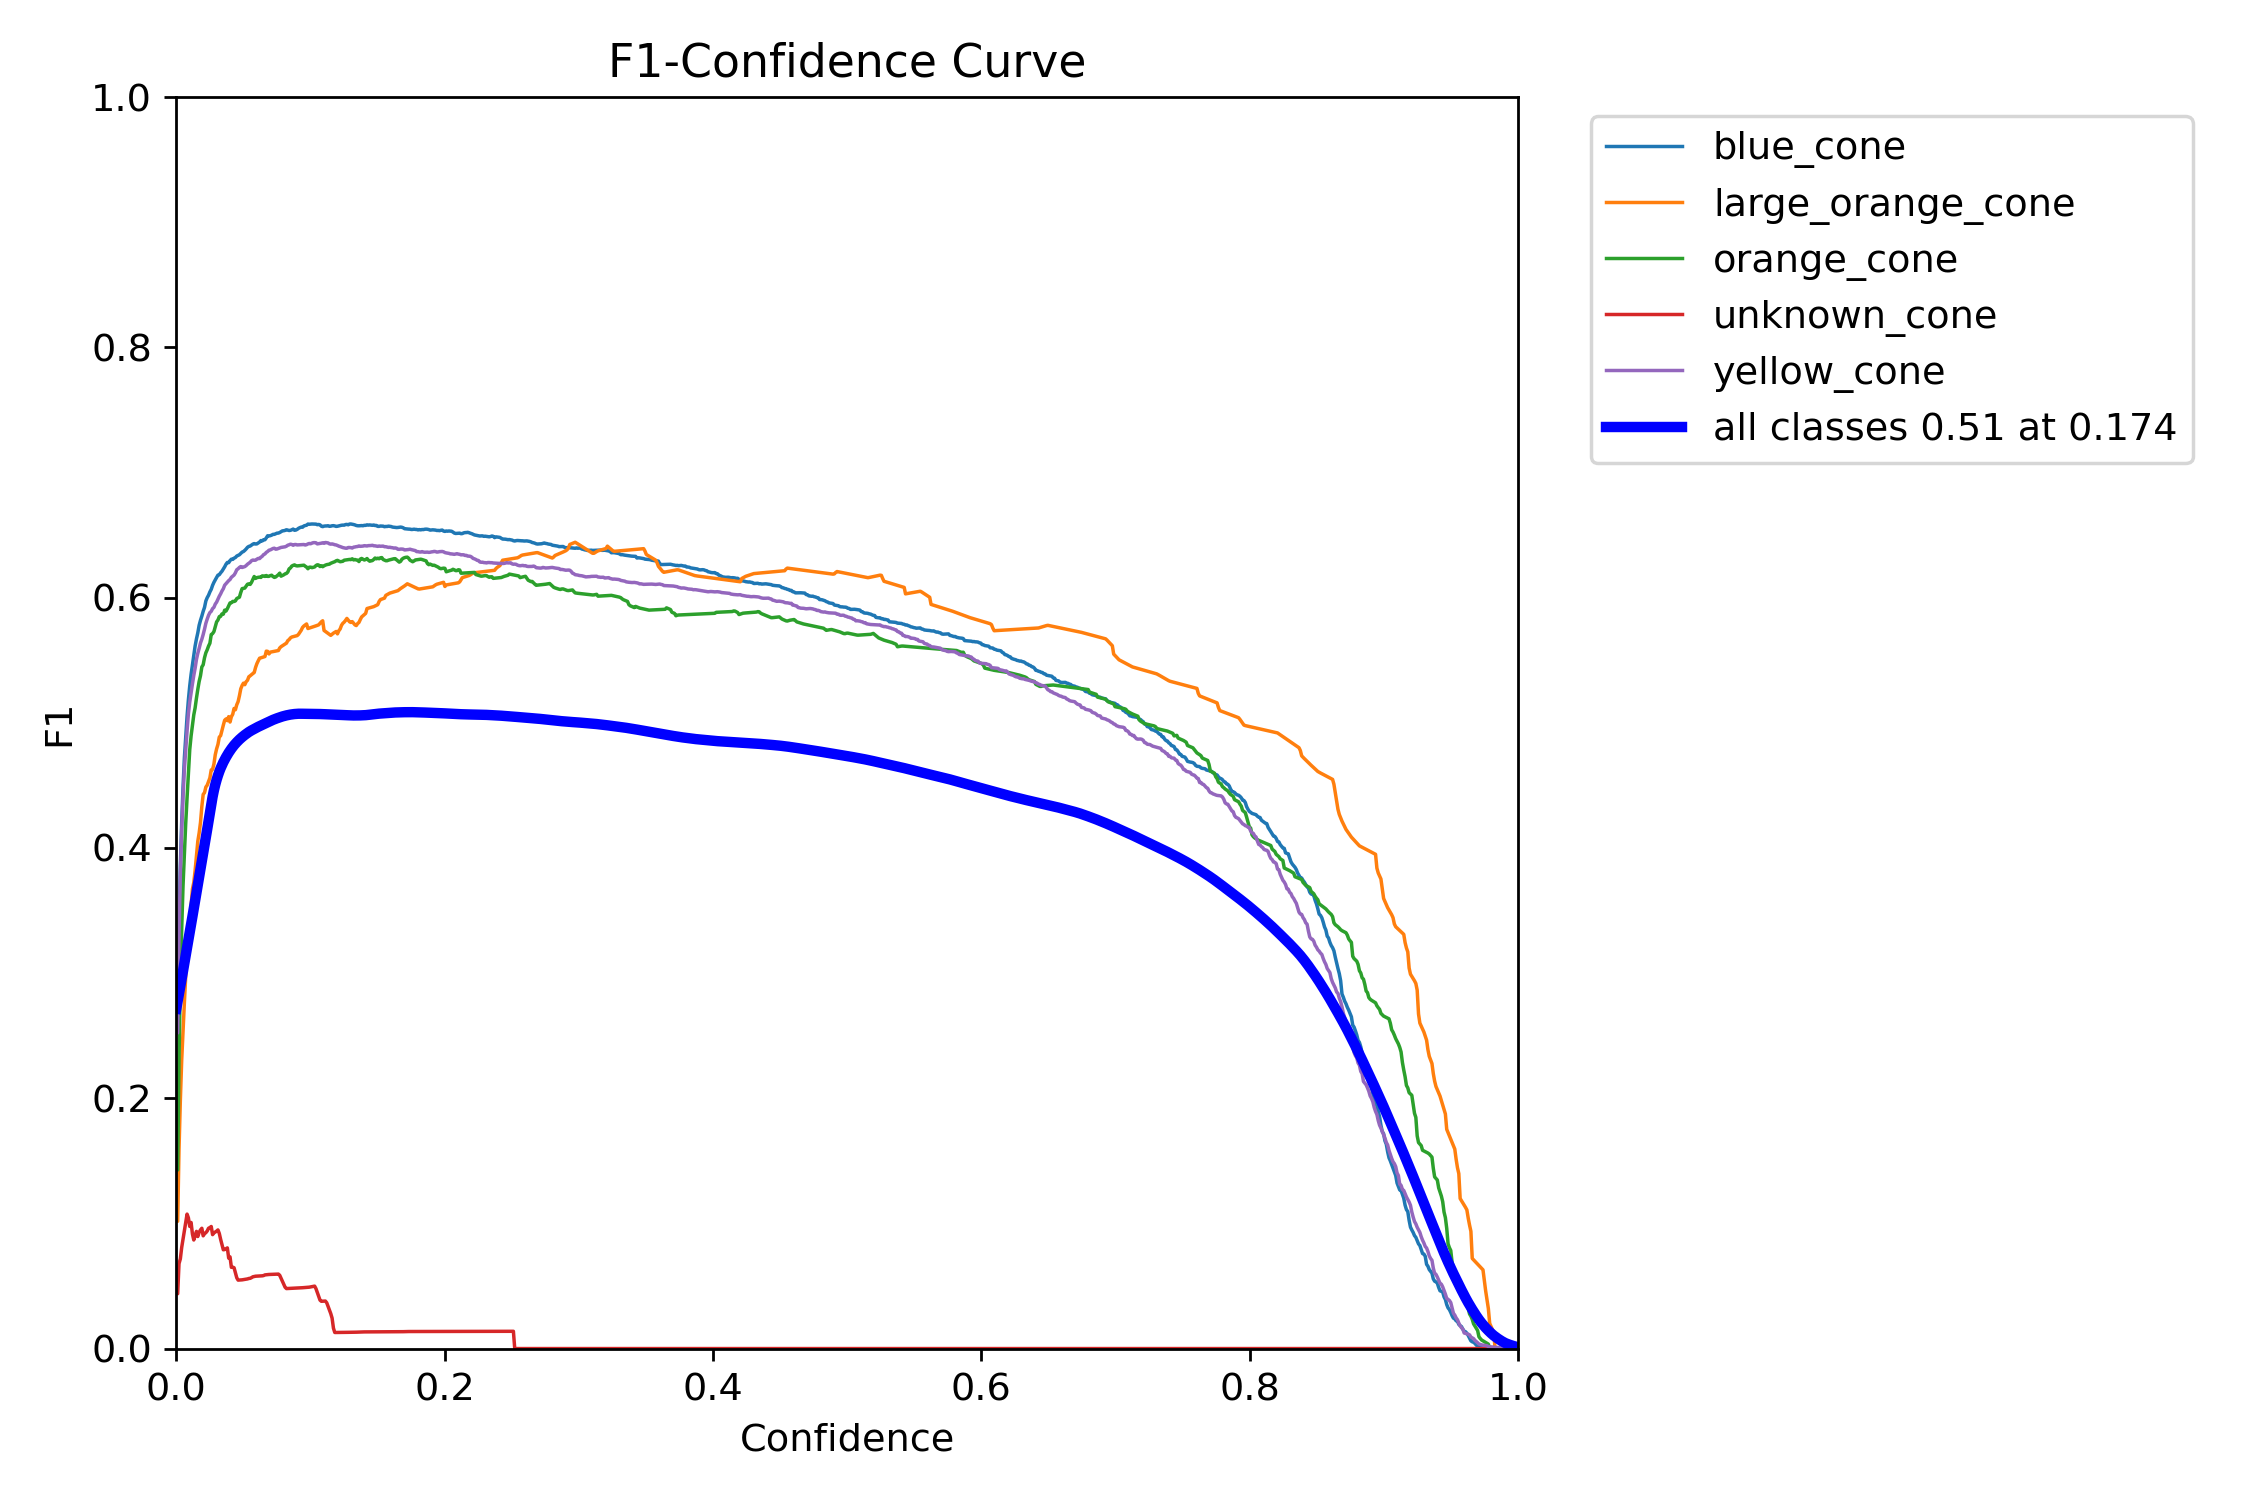 F1-Confidence Curve
1.0
0.8
0.6
0.4
0.2
0.0
F1
0.0 0.2 0.4 0.6 0.8 1.0
Confidence
blue_cone
large_orange_cone
orange_cone
unknown_cone
yellow_cone
all classes 0.51 at 0.174